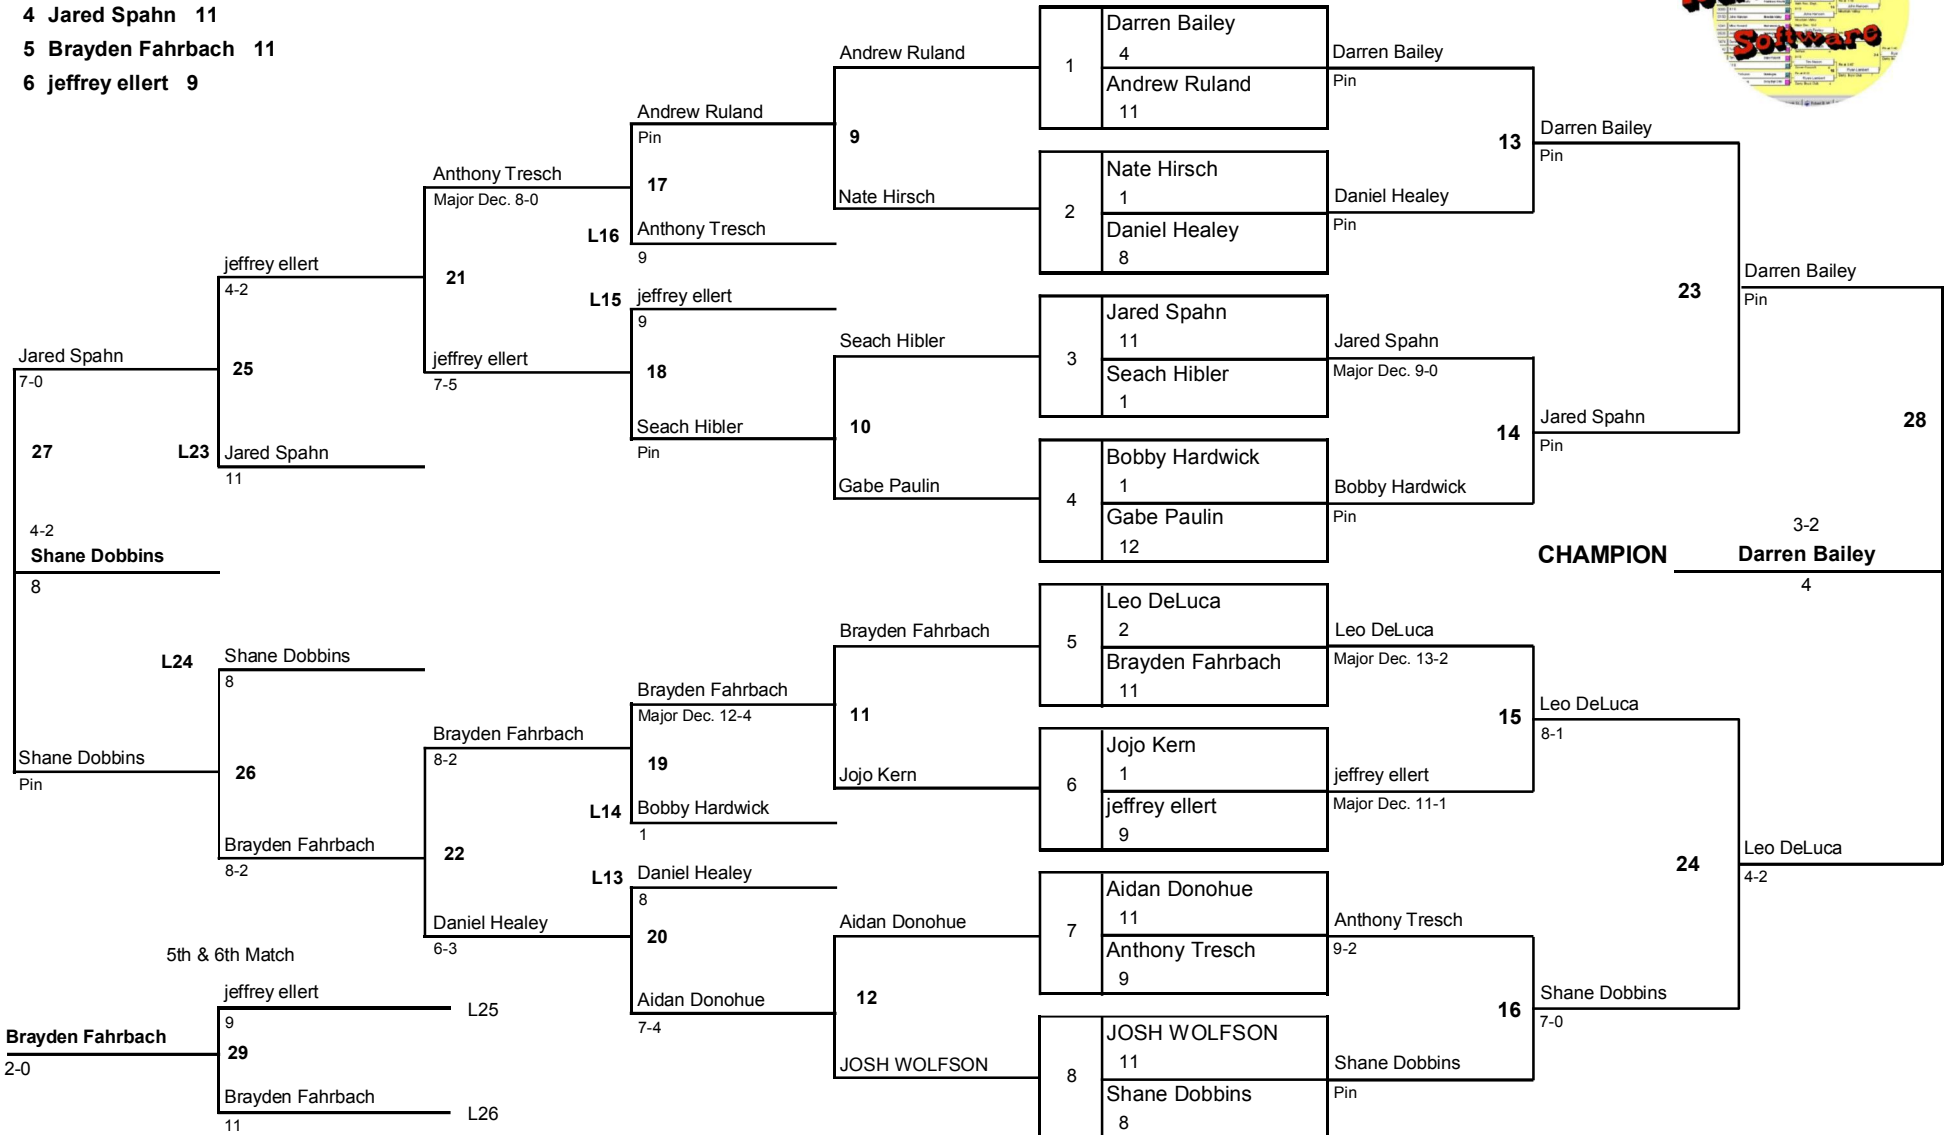 4 Jared Spahn 11
5 Brayden Fahrbach 11
6 jeffrey ellert 9
Software
Darren Bailey
4
1
Andrew Ruland
11
Nate Hirsch
1
2
Daniel Healey
8
Jared Spahn
11
3
Seach Hibler
1
Bobby Hardwick
1
4
Gabe Paulin
12
Leo DeLuca
2
5
Brayden Fahrbach
11
Jojo Kern
1
6
jeffrey ellert
9
Aidan Donohue
11
7
Anthony Tresch
9
JOSH WOLFSON
11
8
Shane Dobbins
8
Darren Bailey
Pin
13
Daniel Healey
Pin
Jared Spahn
Major Dec. 9-0
14
Bobby Hardwick
Pin
Leo DeLuca
Major Dec. 13-2
15
jeffrey ellert
Major Dec. 11-1
Anthony Tresch
9-2
16
Shane Dobbins
Pin
Darren Bailey
Pin
23
Jared Spahn
Pin
Leo DeLuca
8-1
24
Shane Dobbins
7-0
Darren Bailey
Pin
28
3-2
CHAMPION Darren Bailey
4
Leo DeLuca
4-2
Andrew Ruland
9
Nate Hirsch
Seach Hibler
10
Gabe Paulin
Brayden Fahrbach
11
Jojo Kern
Aidan Donohue
12
JOSH WOLFSON
Andrew Ruland
Pin
17
L16 Anthony Tresch
9
L15 jeffrey ellert
9
18
Seach Hibler
Pin
Brayden Fahrbach
Major Dec. 12-4
19
L14 Bobby Hardwick
1
L13 Daniel Healey
8
20
Aidan Donohue
7-4
Anthony Tresch
Major Dec. 8-0
21
jeffrey ellert
7-5
Brayden Fahrbach
8-2
22
Daniel Healey
6-3
jeffrey ellert
4-2
25
L23 Jared Spahn
11
L24 Shane Dobbins
8
26
Brayden Fahrbach
8-2
Jared Spahn
7-0
27
4-2
Shane Dobbins
8
Shane Dobbins
Pin
5th & 6th Match
jeffrey ellert L25
9
Brayden Fahrbach
29
2-0
Brayden Fahrbach L26
11